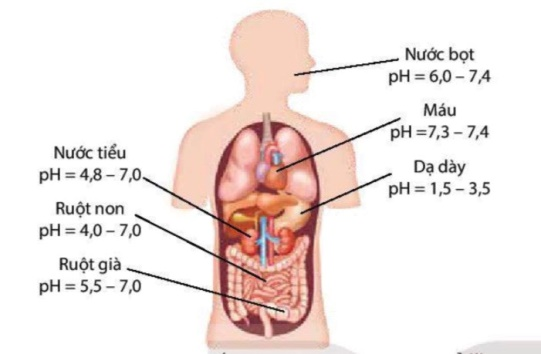 Nước bọt
pH = 6,0 – 7,4
Máu
pH =7,3 – 7,4
Dạ dày
pH = 1,5 – 3,5
Nước tiểu
pH = 4,8 – 7,0
Ruột non
pH = 4,0 – 7,0
Ruột già
pH = 5,5 – 7,0